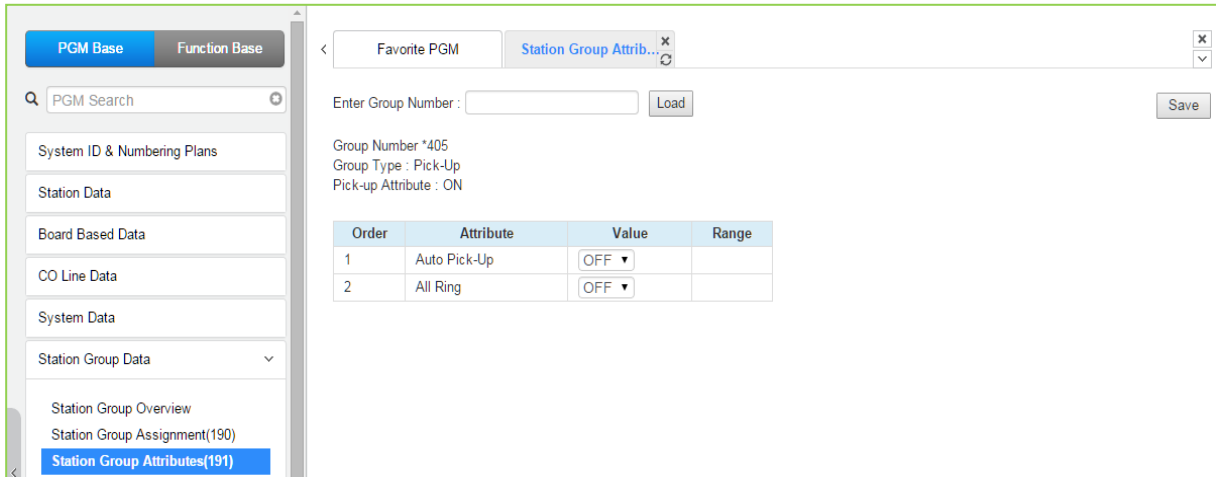 PGM Base
Function Base
PGM Search
System ID & Numbering Plans
Station Data
Board Based Data
CO Line Data
System Data
Station Group Data
Station Group Overview
Station Group Assignment(190)
Station Group Attributes(191)
Favorite PGM
Station Group Attrib...
Enter Group Number :
Load
Save
Group Number *405
Group Type : Pick-Up
Pick-up Attribute : ON
Order Attribute Value Range
1 Auto Pick-Up OFF
2 All Ring OFF